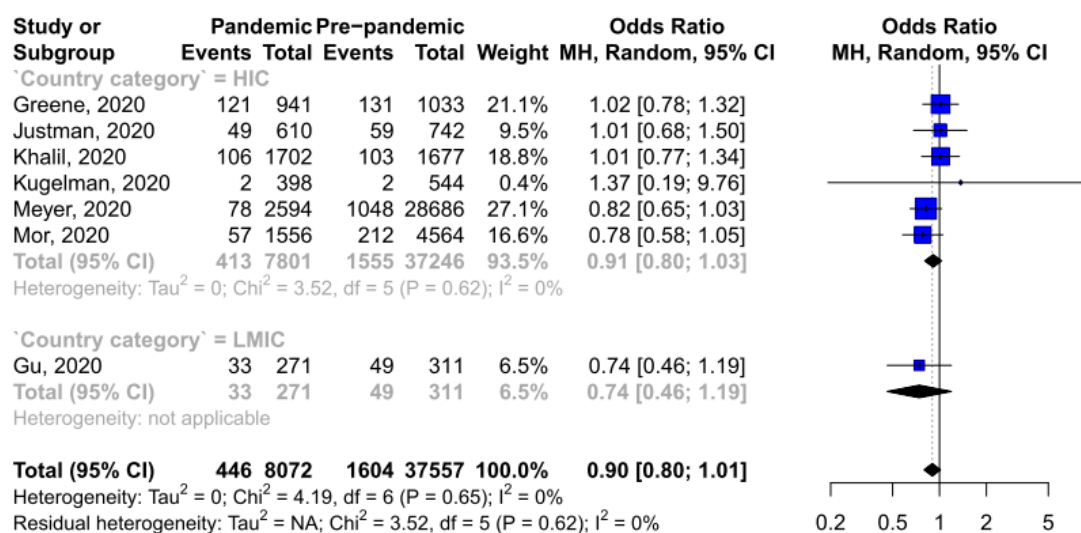 Study or Pandemic Pre−pandemic Odds Ratio Odds Ratio
Subgroup Events Total Events Total Weight MH, Random, 95% CI MH, Random, 95% CI
`Country category` = HIC
Greene, 2020 121 941 131 1033 21.1% 1.02 [0.78; 1.32]
Justman, 2020 49 610 59 742 9.5% 1.01 [0.68; 1.50]
Khalil, 2020 106 1702 103 1677 18.8% 1.01 [0.77; 1.34]
Kugelman, 2020 2 398 2 544 0.4% 1.37 [0.19; 9.76]
Meyer, 2020 78 2594 1048 28686 27.1% 0.82 [0.65; 1.03]
Mor, 2020 57 1556 212 4564 16.6% 0.78 [0.58; 1.05]
Total (95% CI) 413 7801 1555 37246 93.5% 0.91 [0.80; 1.03]
Heterogeneity: Tau² = 0; Chi² = 3.52, df = 5 (P = 0.62); I² = 0%
`Country category` = LMIC
Gu, 2020 33 271 49 311 6.5% 0.74 [0.46; 1.19]
Total (95% CI) 33 271 49 311 6.5% 0.74 [0.46; 1.19]
Heterogeneity: not applicable
Total (95% CI) 446 8072 1604 37557 100.0% 0.90 [0.80; 1.01]
Heterogeneity: Tau² = 0; Chi² = 4.19, df = 6 (P = 0.65); I² = 0%
Residual heterogeneity: Tau² = NA; Chi² = 3.52, df = 5 (P = 0.62); I² = 0%
0.2 0.5 1 2 5